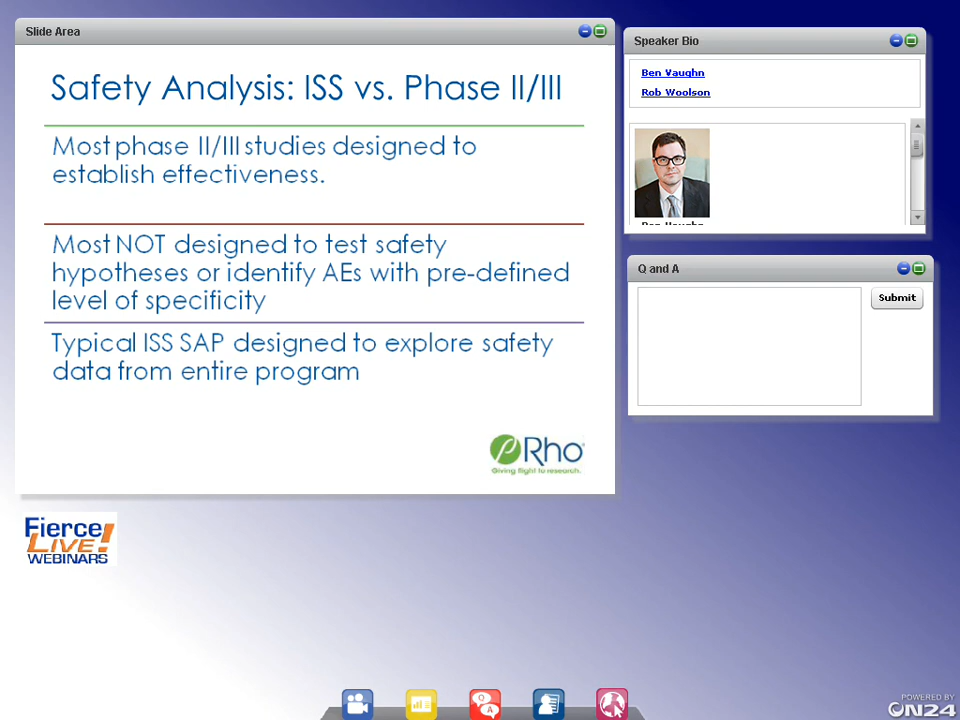 Slide Area
Safety Analysis: ISS vs. Phase II/III
Most phase II/III studies designed to
establish effectiveness.
Most NOT designed to test safety
hypotheses or identify AEs with pre-defined
level of specificity
Typical ISS SAP designed to explore safety
data from entire program
Rho
Giving flight to research.
Speaker Bio
Ben Vaughn
Rob Woolson
Ben Vaughn
Q and A
Submit
Fierce
LIVE!
WEBINARS
Q
A
POWERED BY
ON24